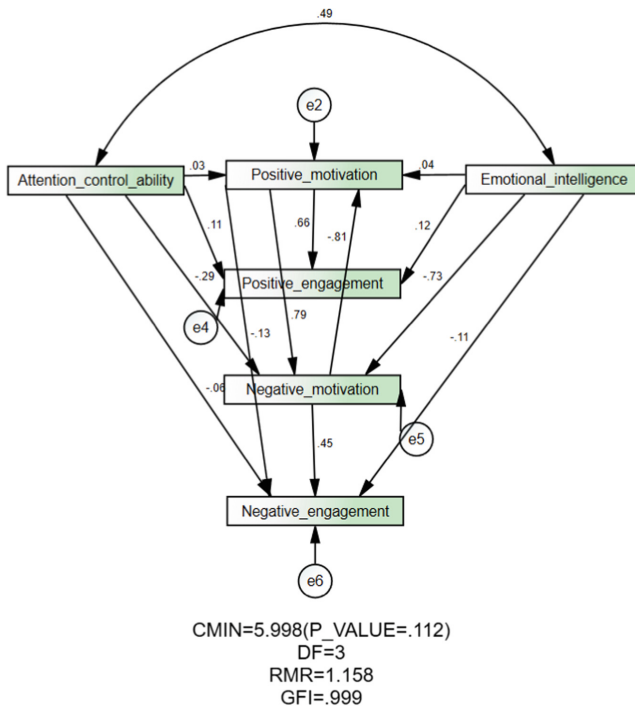 .49
e2
.03
.04
Attention_control_ability
Positive_motivation
Emotional_intelligence
.66
-.81
.11
.12
Positive_engagement
-.29
-.73
e4
-.13
.79
-.11
-.06
Negative_motivation
.45
e5
Negative_engagement
e6
CMIN=5.998(P_VALUE=.112)
DF=3
RMR=1.158
GFI=.999